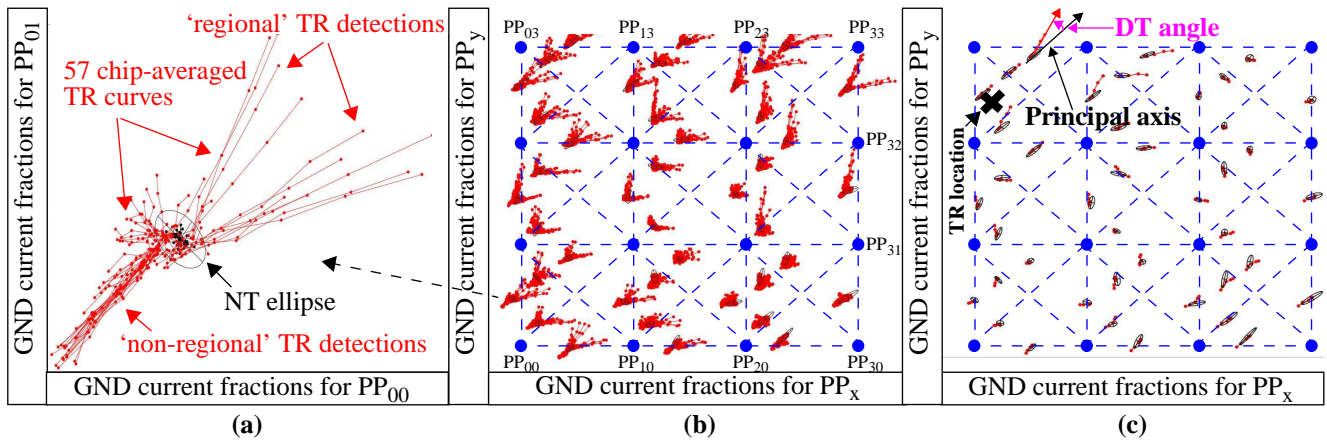 GND current fractions for PP01
'regional' TR detections
57 chip-averaged
TR curves
NT ellipse
'non-regional' TR detections
GND current fractions for PP00
(a)
GND current fractions for PPy
PP03
PP13
PP23
PP33
PP32
PP31
PP00
PP10
PP20
PP30
GND current fractions for PPx
(b)
GND current fractions for PPy
DT angle
Principal axis
TR location
GND current fractions for PPx
(c)